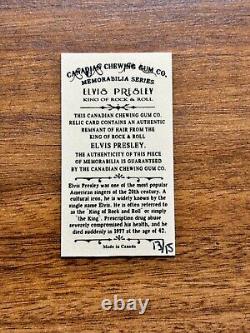 CANADIAN CHEWING GUM CO.
MEMORABILIA SERIES
ELVIS PRESLEY
KING OF ROCK & ROLL
THIS CANADIAN CHEWING GUM CO.
RELIC CARD CONTAINS AN AUTHENTIC
REMNANT OF HAIR FROM THE
KING OF ROCK & ROLL
ELVIS PRESLEY.
THE AUTHENTICITY OF THIS PIECE
OF MEMORABILIA IS GUARANTEED
BY THE CANADIAN CHEWING GUM CO.
Elvis Presley was one of the most popular
American singers of the 20th century. A
cultural icon, he is widely known by the
single name Elvis. He is often referred to
as the 'King of Rock and Roll' or simply
'the King'. Prescription drug abuse
severely compromised his health, and he
died suddenly in 1977 at the age of 42.
Made in Canada
13/15